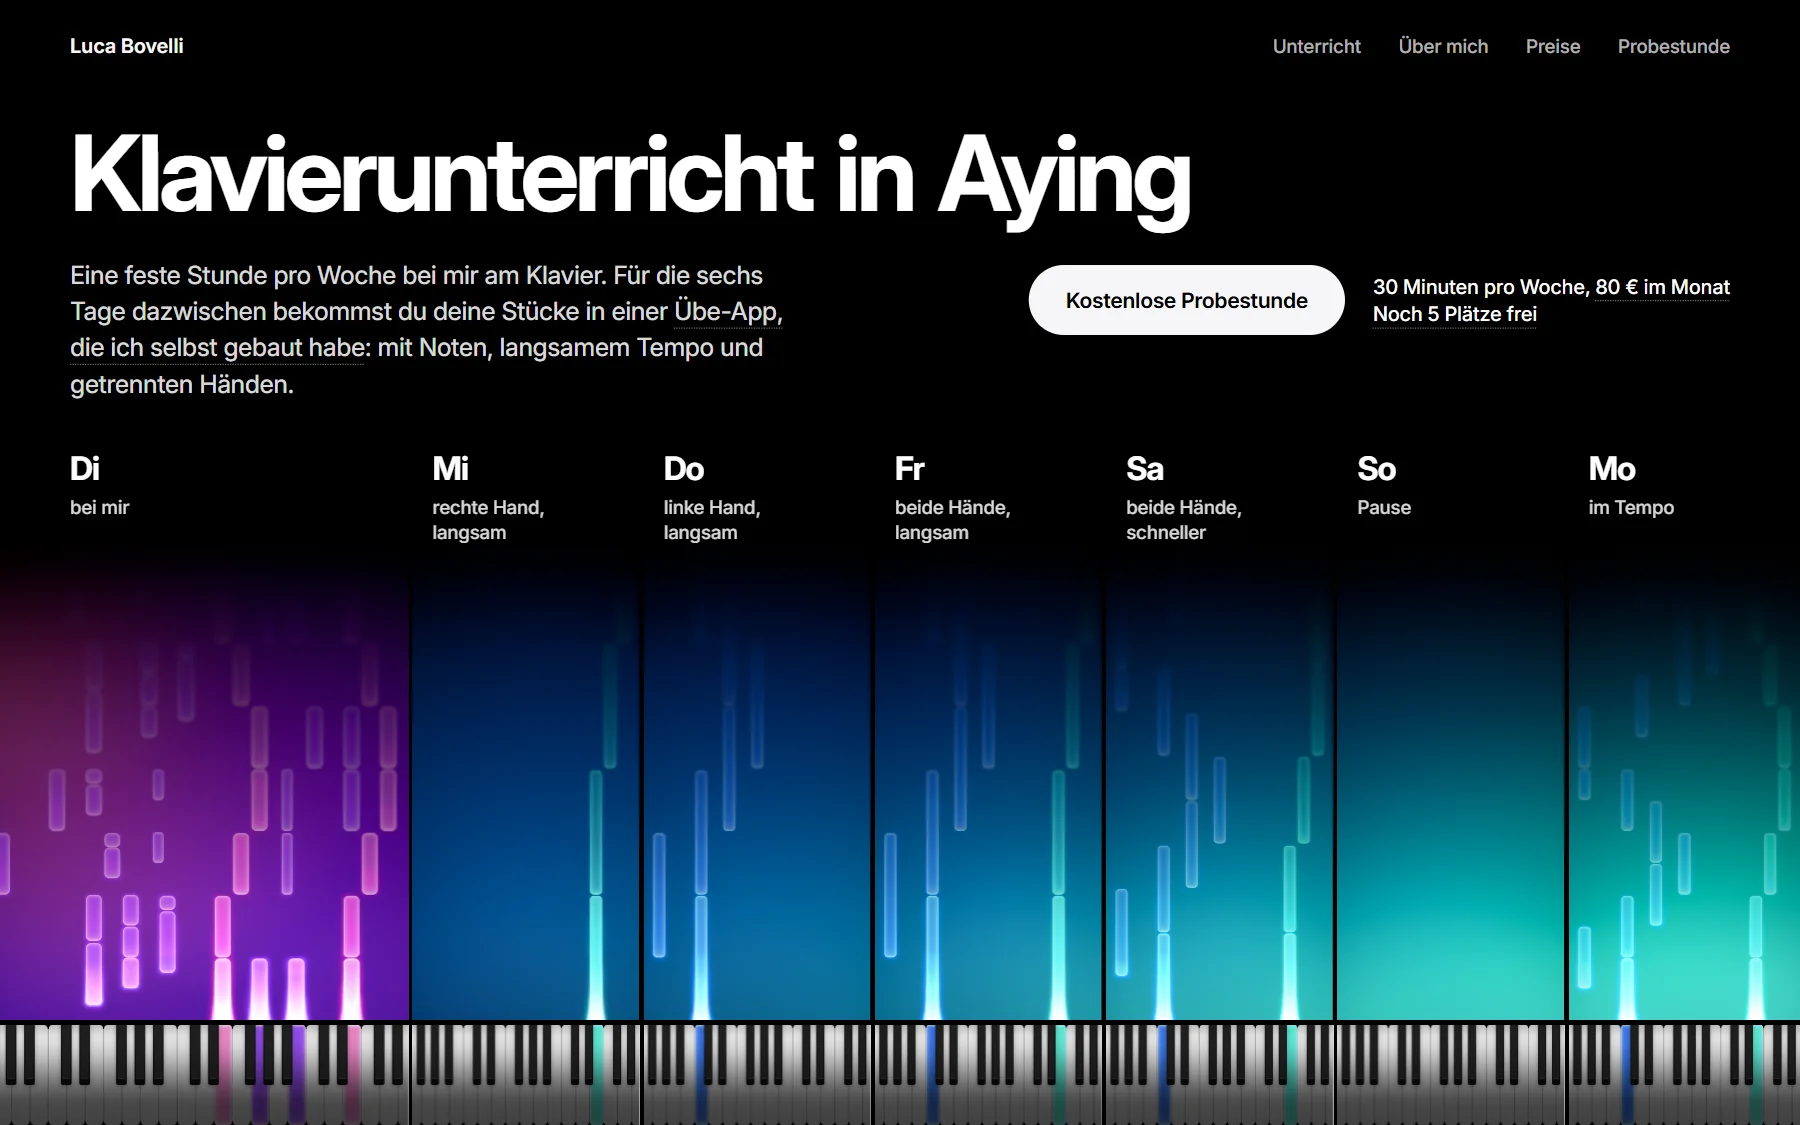 Luca Bovelli
Unterricht
Über mich
Preise
Probestunde
Klavierunterricht in Aying
Eine feste Stunde pro Woche bei mir am Klavier. Für die sechs
Tage dazwischen bekommst du deine Stücke in einer Übe-App,
die ich selbst gebaut habe: mit Noten, langsamem Tempo und
getrennten Händen.
Kostenlose Probestunde
30 Minuten pro Woche, 80 € im Monat
Noch 5 Plätze frei
Di
bei mir
Mi
rechte Hand,
langsam
Do
linke Hand,
langsam
Fr
beide Hände,
langsam
Sa
beide Hände,
schneller
So
Pause
Mo
im Tempo